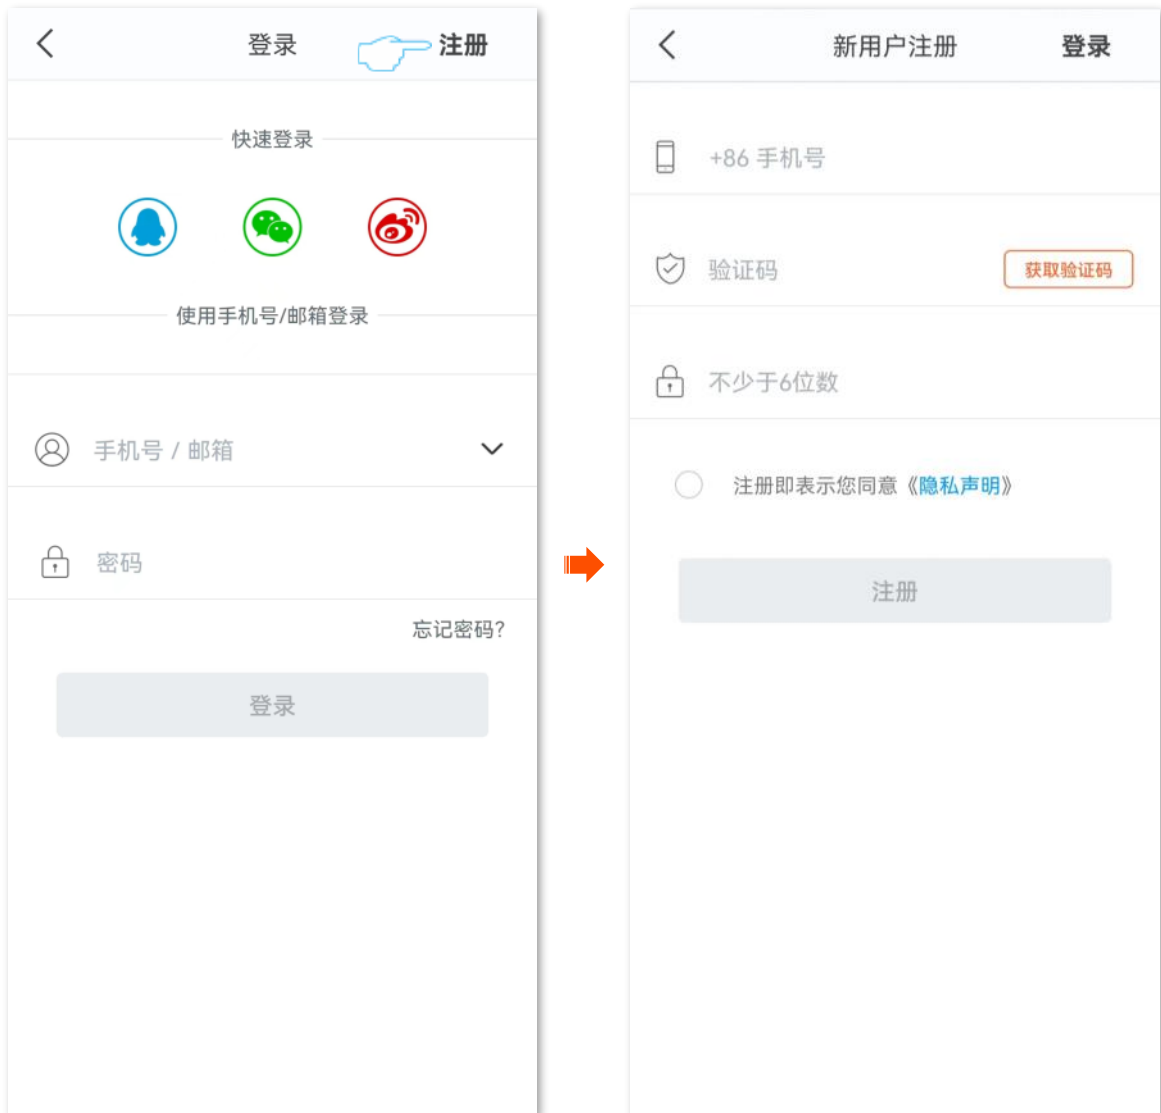 登录
注册
快速登录
使用手机号/邮箱登录
手机号 / 邮箱
密码
忘记密码?
登录
新用户注册
登录
+86 手机号
验证码
获取验证码
不少于6位数
注册即表示您同意《隐私声明》
注册